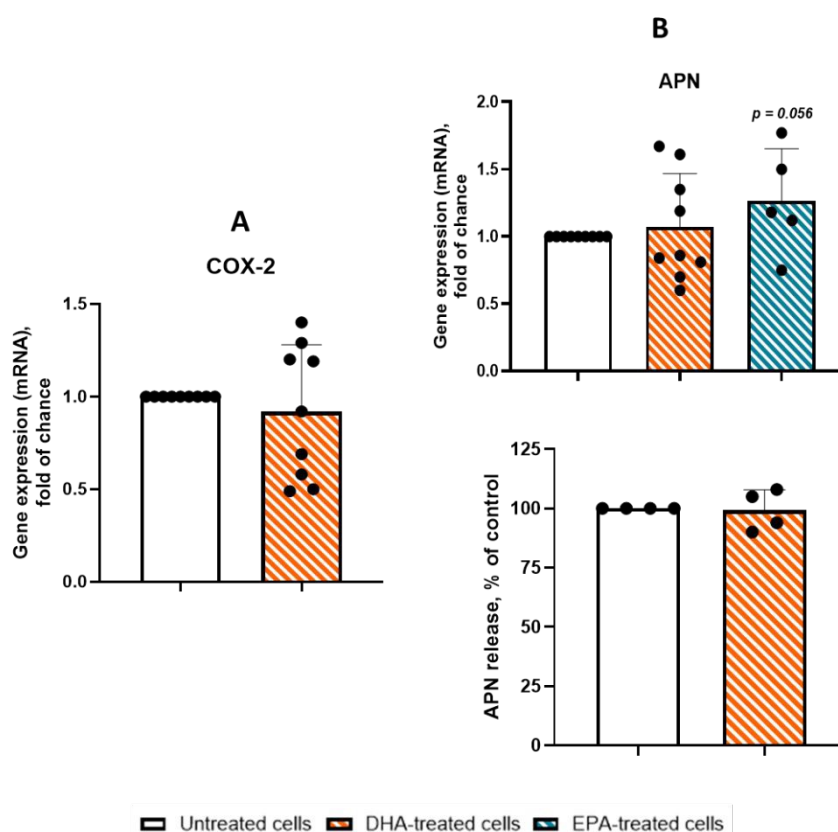 A
COX-2
Gene expression (mRNA),
fold of chance
1.5
1.0
0.5
0.0
B
APN
Gene expression (mRNA),
fold of chance
2.0
1.5
1.0
0.5
0.0
p = 0.056
APN release, % of control
125
100
75
50
25
0
Untreated cells DHA-treated cells EPA-treated cells